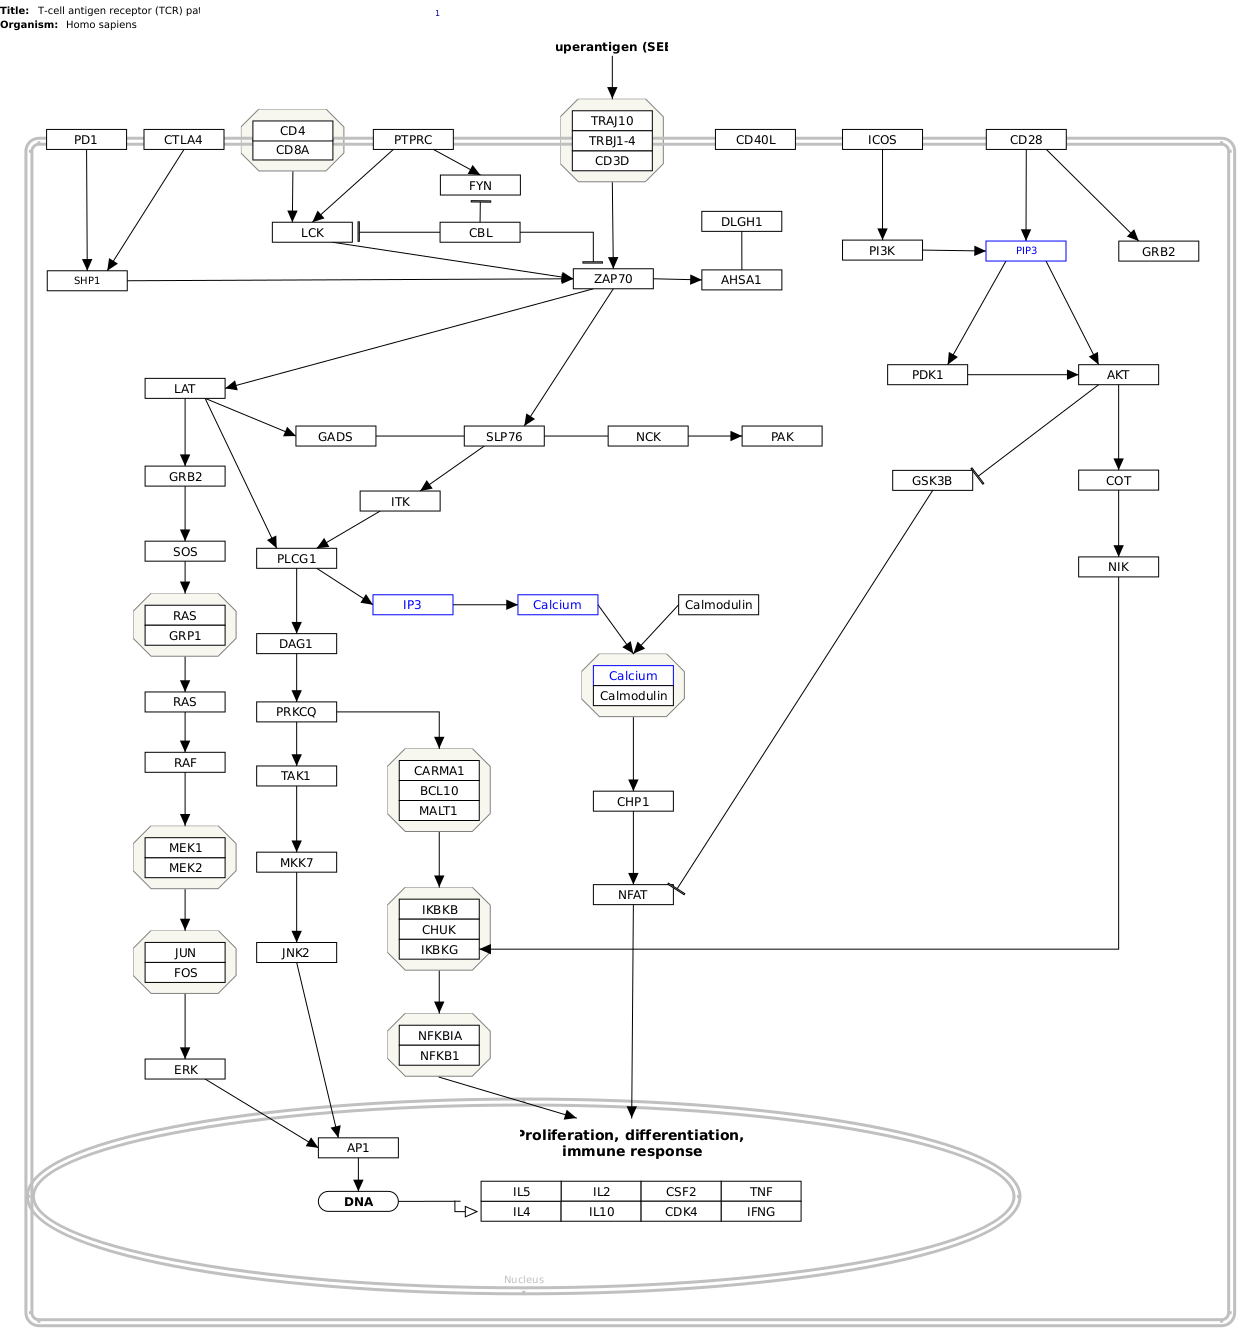 Title: T-cell antigen receptor (TCR)
1
Organism: Homo sapiens
uperantigen (SEE
PD1
CTLA4
CD4
CD8A
PTPRC
TRAJ10
TRBJ1-4
CD3D
CD40L
ICOS
CD28
FYN
LCK
CBL
DLGH1
PI3K
PIP3
GRB2
SHP1
ZAP70
AHSA1
PDK1
AKT
LAT
GADS
SLP76
NCK
PAK
GRB2
ITK
GSK3B
COT
SOS
PLCG1
NIK
RAS
GRP1
IP3
Calcium
Calmodulin
DAG1
Calcium
Calmodulin
RAS
PRKCQ
RAF
TAK1
CARMA1
BCL10
MALT1
CHP1
MEK1
MEK2
MKK7
NFAT
IKBKB
CHUK
IKBKG
JUN
FOS
JNK2
NFKBIA
NFKB1
ERK
Proliferation, differentiation,
immune response
AP1
DNA
IL5 IL2 CSF2 TNF
IL4 IL10 CDK4 IFNG
Nucleus